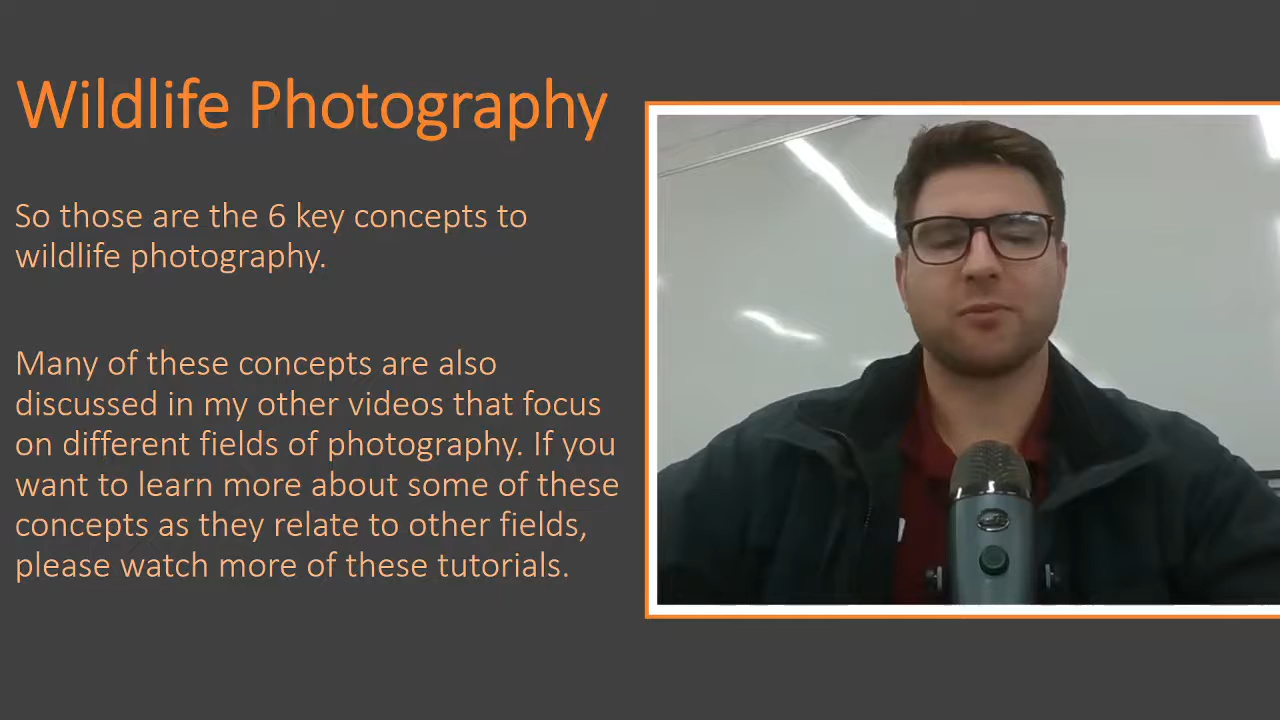 Wildlife Photography
So those are the 6 key concepts to
wildlife photography.
Many of these concepts are also
discussed in my other videos that focus
on different fields of photography. If you
want to learn more about some of these
concepts as they relate to other fields,
please watch more of these tutorials.